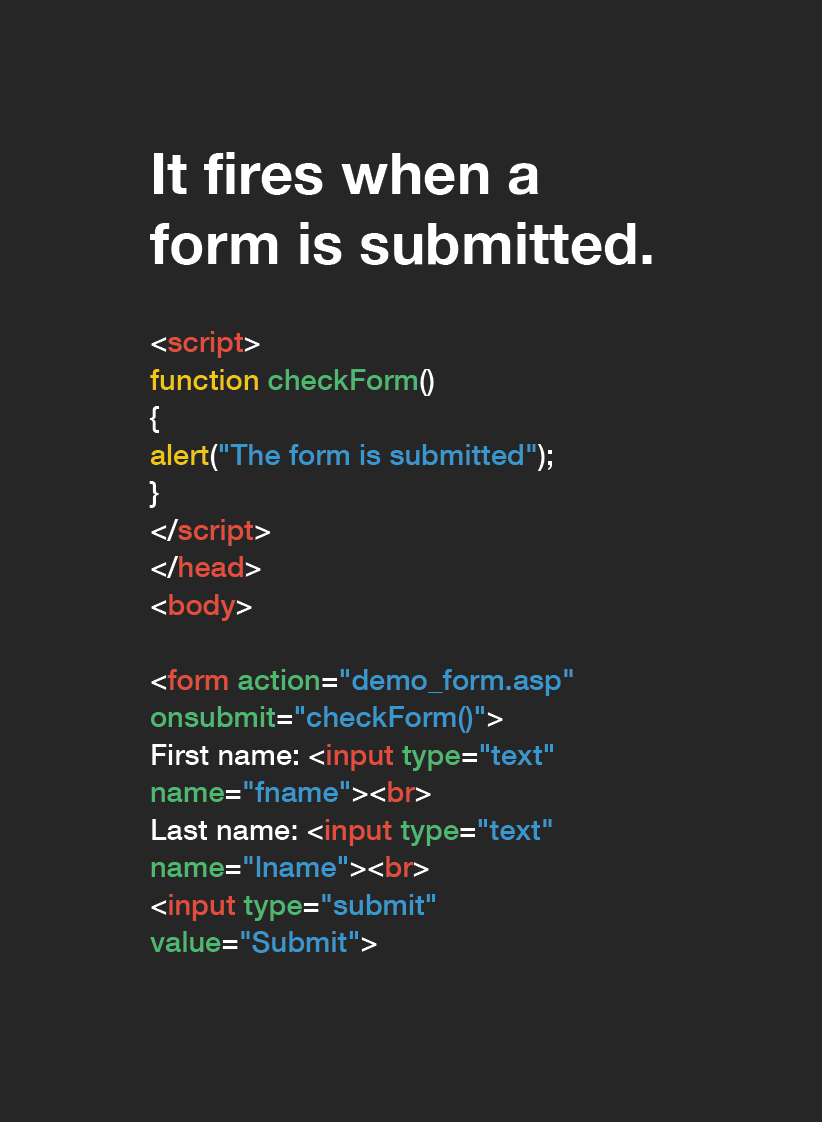 It fires when a
form is submitted.
<script>
function checkForm()
{
alert("The form is submitted");
}
</script>
</head>
<body>
<form action="demo_form.asp"
onsubmit="checkForm()">
First name: <input type="text"
name="fname"><br>
Last name: <input type="text"
name="lname"><br>
<input type="submit"
value="Submit">